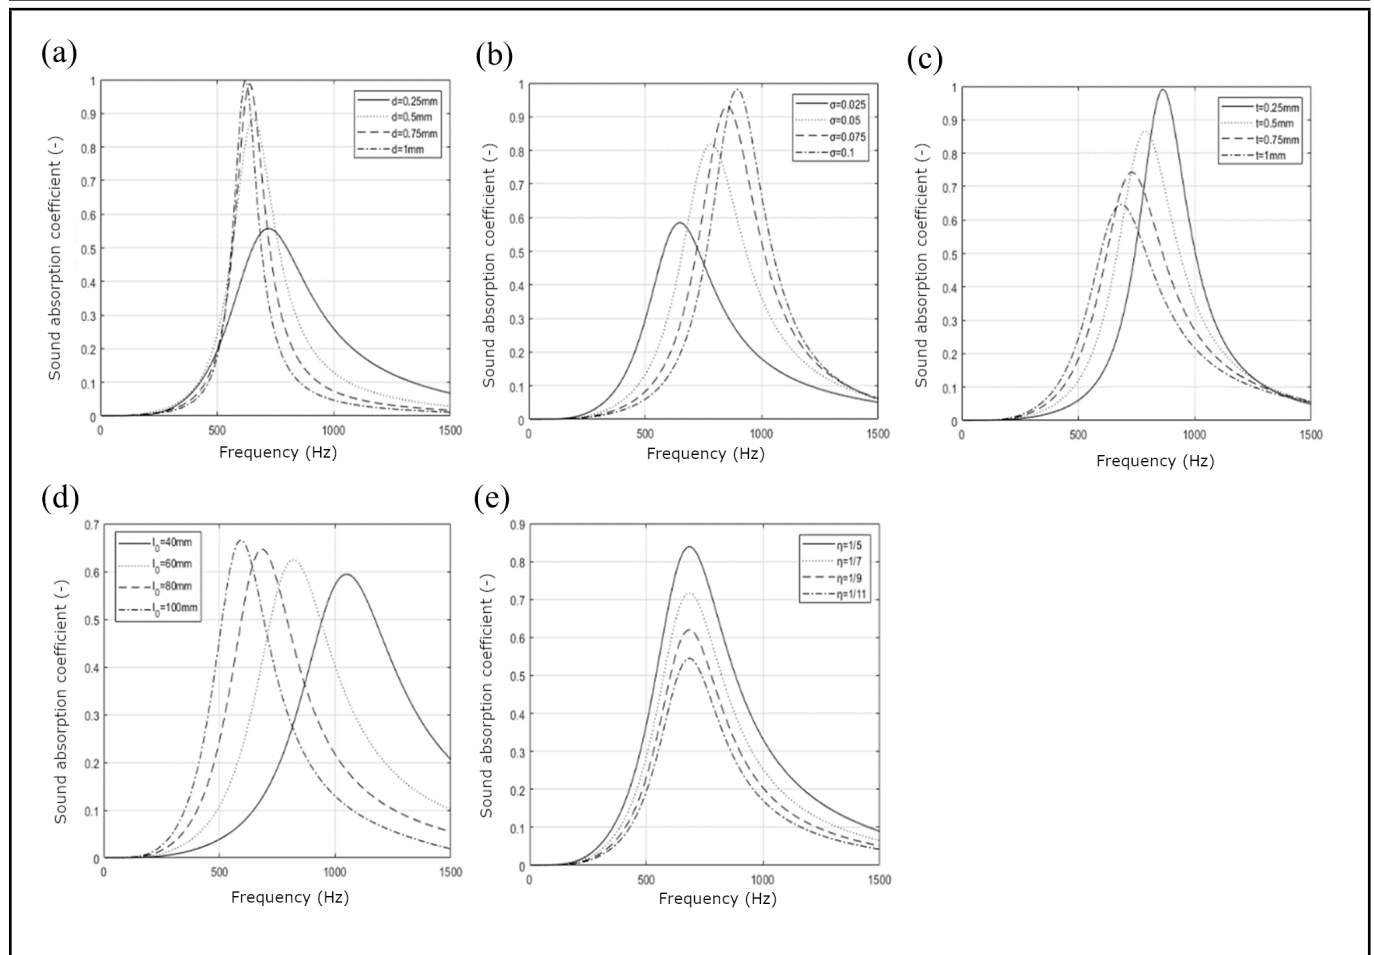 (a)
Sound absorption coefficient (-)
1
0.9
0.8
0.7
0.6
0.5
0.4
0.3
0.2
0.1
0
0 500 1000 1500
Frequency (Hz)
d=0.25mm
d=0.5mm
d=0.75mm
d=1mm
(b)
Sound absorption coefficient (-)
1
0.9
0.8
0.7
0.6
0.5
0.4
0.3
0.2
0.1
0
0 500 1000 1500
Frequency (Hz)
σ=0.025
σ=0.05
σ=0.075
σ=0.1
(c)
Sound absorption coefficient (-)
1
0.9
0.8
0.7
0.6
0.5
0.4
0.3
0.2
0.1
0
0 500 1000 1500
Frequency (Hz)
t=0.25mm
t=0.5mm
t=0.75mm
t=1mm
(d)
Sound absorption coefficient (-)
0.7
0.6
0.5
0.4
0.3
0.2
0.1
0
0 500 1000 1500
Frequency (Hz)
l0=40mm
l0=60mm
l0=80mm
l0=100mm
(e)
Sound absorption coefficient (-)
0.9
0.8
0.7
0.6
0.5
0.4
0.3
0.2
0.1
0
0 500 1000 1500
Frequency (Hz)
η=1/5
η=1/7
η=1/9
η=1/11